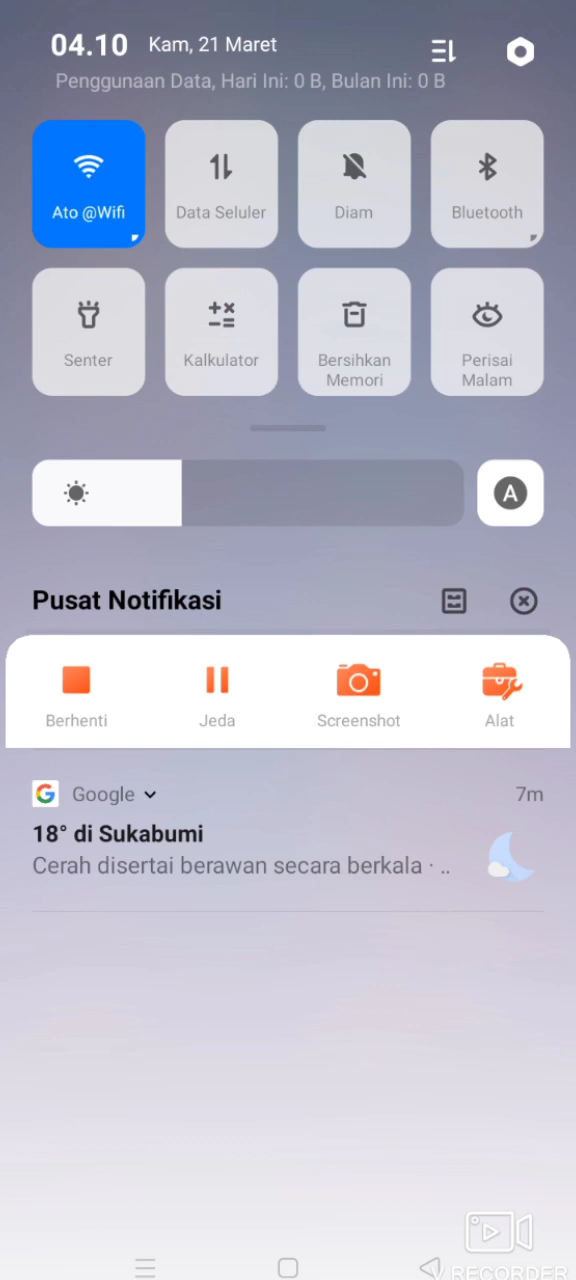 04.10 Kam, 21 Maret
Penggunaan Data, Hari Ini: 0 B, Bulan Ini: 0 B
Ato @Wifi
Data Seluler
Diam
Bluetooth
Senter
Kalkulator
Bersihkan
Memori
Perisai
Malam
A
Pusat Notifikasi
Berhenti
Jeda
Screenshot
Alat
G Google 7m
18° di Sukabumi
Cerah disertai berawan secara berkala · ..
V RECORDER